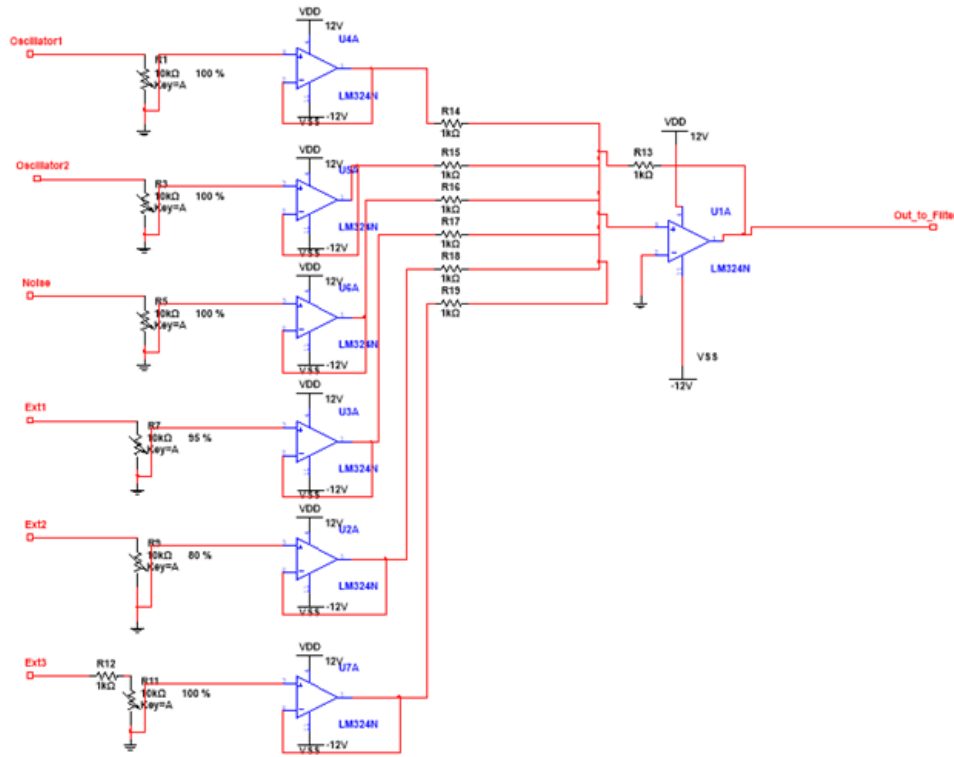 VDD
12V
U4A
Oscillator1
R1
10kΩ 100 %
Key=A
LM324N
-12V
VSS
R14
1kΩ
VDD
12V
R13
1kΩ
VDD
12V
U5A
Oscillator2
R3
10kΩ 100 %
Key=A
LM324N
-12V
VSS
R15
1kΩ
R16
1kΩ
R17
1kΩ
R18
1kΩ
R19
1kΩ
U1A
Out_to_Filte
LM324N
VSS
-12V
VDD
12V
U6A
Noise
R5
10kΩ 100 %
Key=A
LM324N
-12V
VSS
VDD
12V
U3A
Ext1
R7
10kΩ 95 %
Key=A
LM324N
-12V
VSS
VDD
12V
U2A
Ext2
R9
10kΩ 80 %
Key=A
LM324N
-12V
VSS
VDD
12V
U7A
Ext3
R12
1kΩ
R11
10kΩ 100 %
Key=A
LM324N
-12V
VSS